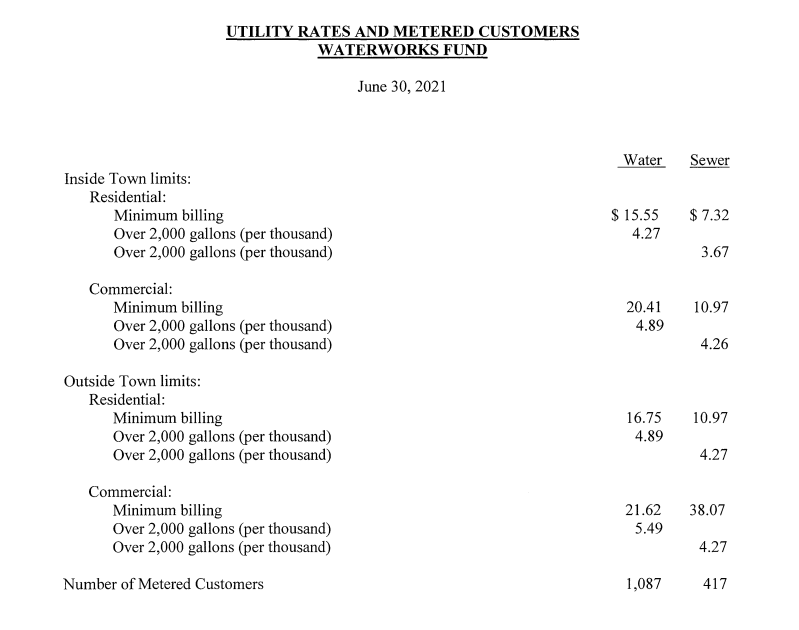 UTILITY RATES AND METERED CUSTOMERS
WATERWORKS FUND
June 30, 2021
Water Sewer
Inside Town limits:
Residential:
Minimum billing $ 15.55 $ 7.32
Over 2,000 gallons (per thousand) 4.27
Over 2,000 gallons (per thousand) 3.67
Commercial:
Minimum billing 20.41 10.97
Over 2,000 gallons (per thousand) 4.89
Over 2,000 gallons (per thousand) 4.26
Outside Town limits:
Residential:
Minimum billing 16.75 10.97
Over 2,000 gallons (per thousand) 4.89
Over 2,000 gallons (per thousand) 4.27
Commercial:
Minimum billing 21.62 38.07
Over 2,000 gallons (per thousand) 5.49
Over 2,000 gallons (per thousand) 4.27
Number of Metered Customers 1,087 417